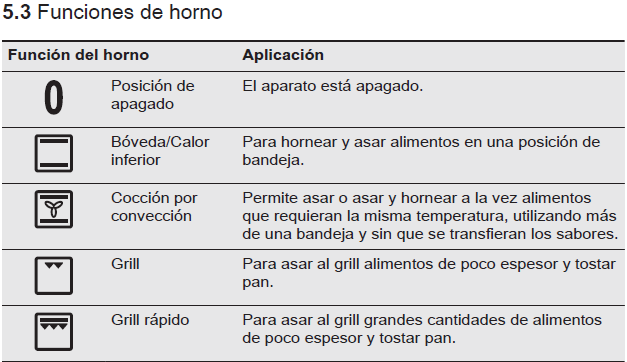 5.3 Funciones de horno
Función del horno Aplicación
0 Posición de apagado El aparato está apagado.
Bóveda/Calor inferior Para hornear y asar alimentos en una posición de
bandeja.
Cocción por convección Permite asar o asar y hornear a la vez alimentos
que requieran la misma temperatura, utilizando más
de una bandeja y sin que se transfieran los sabores.
Grill Para asar al grill alimentos de poco espesor y tostar
pan.
Grill rápido Para asar al grill grandes cantidades de alimentos
de poco espesor y tostar pan.